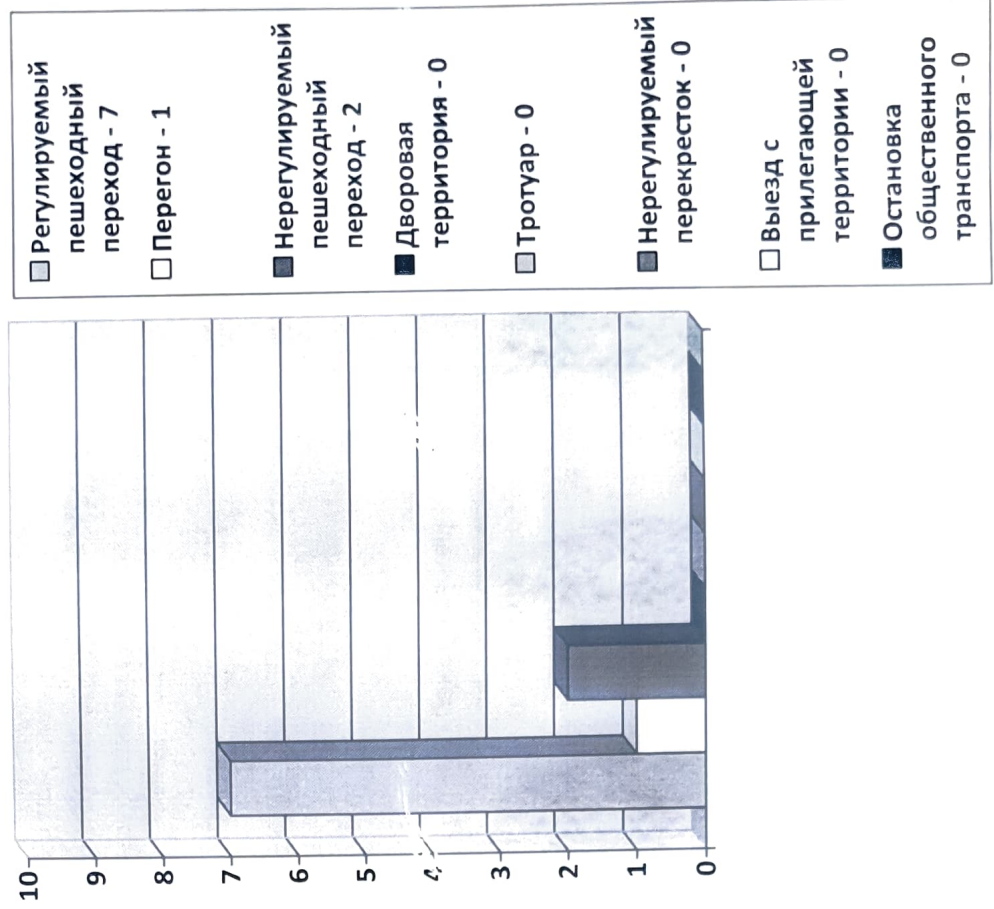 10
9
8
7
6
5
3
2
1
0
Регулируемый
пешеходный
переход - 7
Перегон - 1
Нерегулируемый
пешеходный
переход - 2
Дворовая
территория - 0
Тротуар - 0
Нерегулируемый
перекресток - 0
Выезд с
прилегающей
территории - 0
Остановка
общественного
транспорта - 0